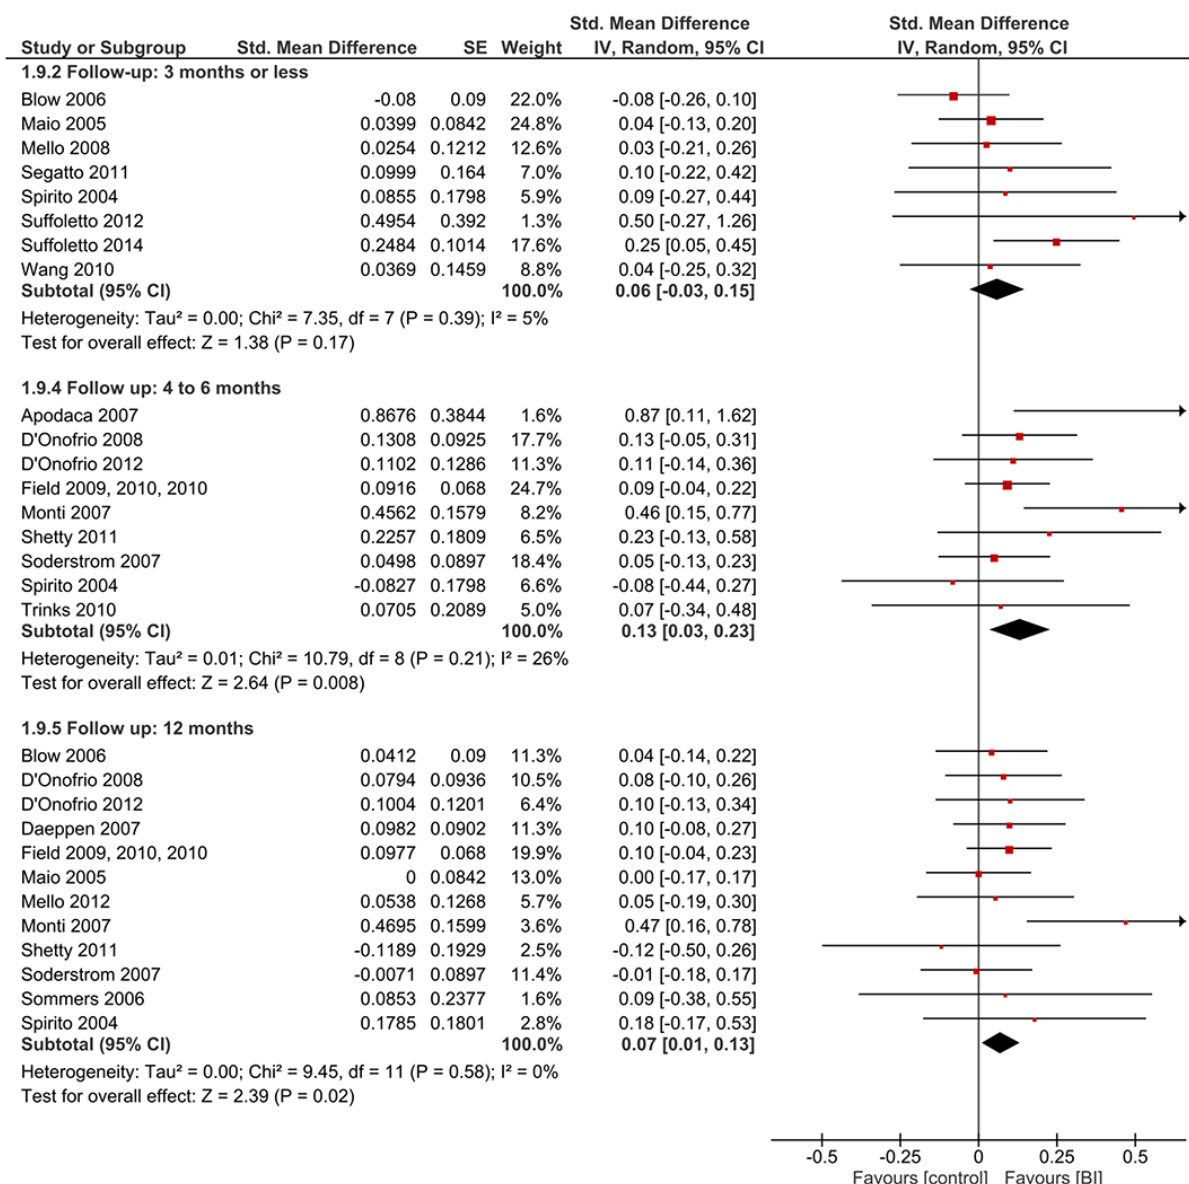 Std. Mean Difference Std. Mean Difference
Study or Subgroup Std. Mean Difference SE Weight IV, Random, 95% CI IV, Random, 95% CI
1.9.2 Follow-up: 3 months or less
Blow 2006 -0.08 0.09 22.0% -0.08 [-0.26, 0.10]
Maio 2005 0.0399 0.0842 24.8% 0.04 [-0.13, 0.20]
Mello 2008 0.0254 0.1212 12.6% 0.03 [-0.21, 0.26]
Segatto 2011 0.0999 0.164 7.0% 0.10 [-0.22, 0.42]
Spirito 2004 0.0855 0.1798 5.9% 0.09 [-0.27, 0.44]
Suffoletto 2012 0.4954 0.392 1.3% 0.50 [-0.27, 1.26]
Suffoletto 2014 0.2484 0.1014 17.6% 0.25 [0.05, 0.45]
Wang 2010 0.0369 0.1459 8.8% 0.04 [-0.25, 0.32]
Subtotal (95% CI) 100.0% 0.06 [-0.03, 0.15]
Heterogeneity: Tau² = 0.00; Chi² = 7.35, df = 7 (P = 0.39); I² = 5%
Test for overall effect: Z = 1.38 (P = 0.17)
1.9.4 Follow up: 4 to 6 months
Apodaca 2007 0.8676 0.3844 1.6% 0.87 [0.11, 1.62]
D'Onofrio 2008 0.1308 0.0925 17.7% 0.13 [-0.05, 0.31]
D'Onofrio 2012 0.1102 0.1286 11.3% 0.11 [-0.14, 0.36]
Field 2009, 2010, 2010 0.0916 0.068 24.7% 0.09 [-0.04, 0.22]
Monti 2007 0.4562 0.1579 8.2% 0.46 [0.15, 0.77]
Shetty 2011 0.2257 0.1809 6.5% 0.23 [-0.13, 0.58]
Soderstrom 2007 0.0498 0.0897 18.4% 0.05 [-0.13, 0.23]
Spirito 2004 -0.0827 0.1798 6.6% -0.08 [-0.44, 0.27]
Trinks 2010 0.0705 0.2089 5.0% 0.07 [-0.34, 0.48]
Subtotal (95% CI) 100.0% 0.13 [0.03, 0.23]
Heterogeneity: Tau² = 0.01; Chi² = 10.79, df = 8 (P = 0.21); I² = 26%
Test for overall effect: Z = 2.64 (P = 0.008)
1.9.5 Follow up: 12 months
Blow 2006 0.0412 0.09 11.3% 0.04 [-0.14, 0.22]
D'Onofrio 2008 0.0794 0.0936 10.5% 0.08 [-0.10, 0.26]
D'Onofrio 2012 0.1004 0.1201 6.4% 0.10 [-0.13, 0.34]
Daeppen 2007 0.0982 0.0902 11.3% 0.10 [-0.08, 0.27]
Field 2009, 2010, 2010 0.0977 0.068 19.9% 0.10 [-0.04, 0.23]
Maio 2005 0 0.0842 13.0% 0.00 [-0.17, 0.17]
Mello 2012 0.0538 0.1268 5.7% 0.05 [-0.19, 0.30]
Monti 2007 0.4695 0.1599 3.6% 0.47 [0.16, 0.78]
Shetty 2011 -0.1189 0.1929 2.5% -0.12 [-0.50, 0.26]
Soderstrom 2007 -0.0071 0.0897 11.4% -0.01 [-0.18, 0.17]
Sommers 2006 0.0853 0.2377 1.6% 0.09 [-0.38, 0.55]
Spirito 2004 0.1785 0.1801 2.8% 0.18 [-0.17, 0.53]
Subtotal (95% CI) 100.0% 0.07 [0.01, 0.13]
Heterogeneity: Tau² = 0.00; Chi² = 9.45, df = 11 (P = 0.58); I² = 0%
Test for overall effect: Z = 2.39 (P = 0.02)
-0.5 -0.25 0 0.25 0.5
Favours [control] Favours [BI]